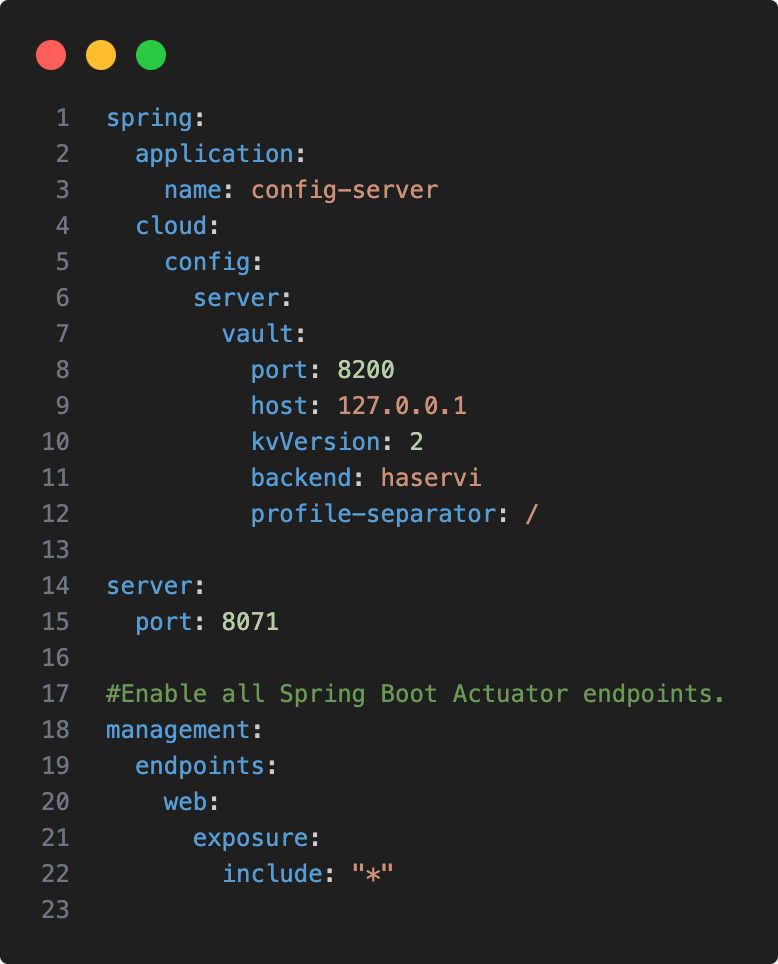 1 spring:
2   application:
3     name: config-server
4   cloud:
5     config:
6       server:
7         vault:
8           port: 8200
9           host: 127.0.0.1
10           kvVersion: 2
11           backend: haservi
12           profile-separator: /
13
14 server:
15   port: 8071
16
17 #Enable all Spring Boot Actuator endpoints.
18 management:
19   endpoints:
20     web:
21       exposure:
22         include: "*"
23